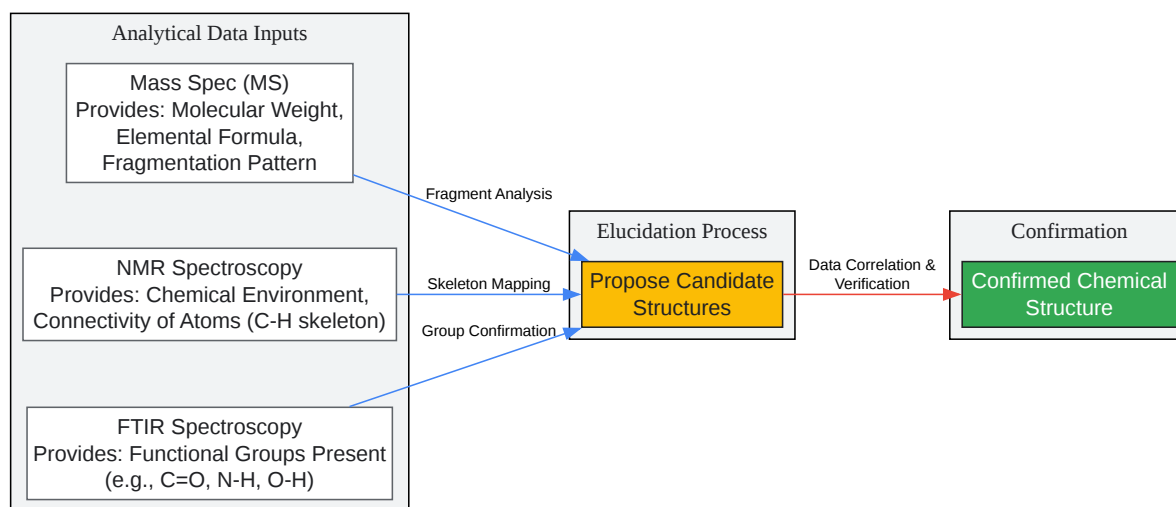 Analytical Data Inputs
Mass Spec (MS)
Provides: Molecular Weight,
Elemental Formula,
Fragmentation Pattern
Fragment Analysis
NMR Spectroscopy
Provides: Chemical Environment,
Connectivity of Atoms (C-H skeleton)
Skeleton Mapping
Group Confirmation
FTIR Spectroscopy
Provides: Functional Groups Present
(e.g., C=O, N-H, O-H)
Elucidation Process
Propose Candidate
Structures
Data Correlation &
Verification
Confirmation
Confirmed Chemical
Structure